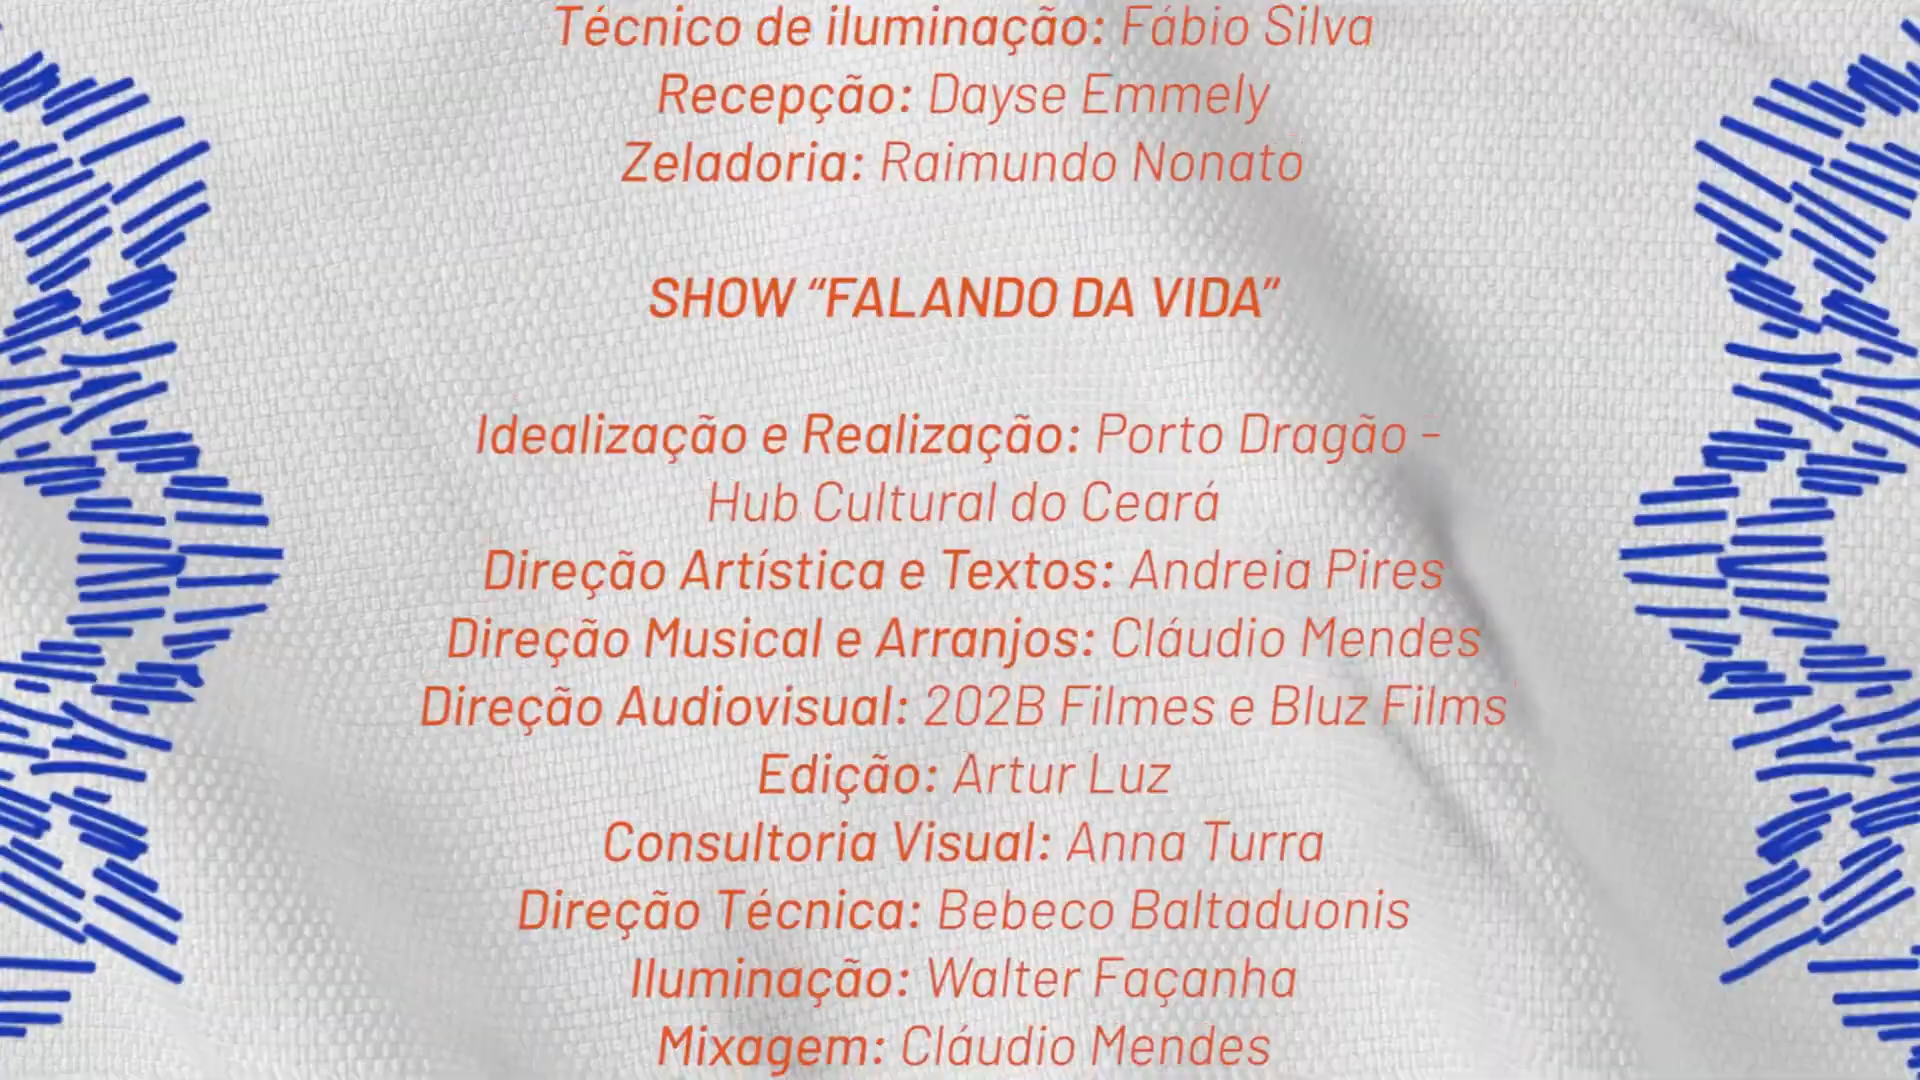 Técnico de iluminação: Fábio Silva
Recepção: Dayse Emmely
Zeladoria: Raimundo Nonato
SHOW “FALANDO DA VIDA”
Idealização e Realização: Porto Dragão -
Hub Cultural do Ceará
Direção Artística e Textos: Andreia Pires
Direção Musical e Arranjos: Cláudio Mendes
Direção Audiovisual: 202B Filmes e Bluz Films
Edição: Artur Luz
Consultoria Visual: Anna Turra
Direção Técnica: Bebeco Baltaduonis
Iluminação: Walter Façanha
Mixagem: Cláudio Mendes